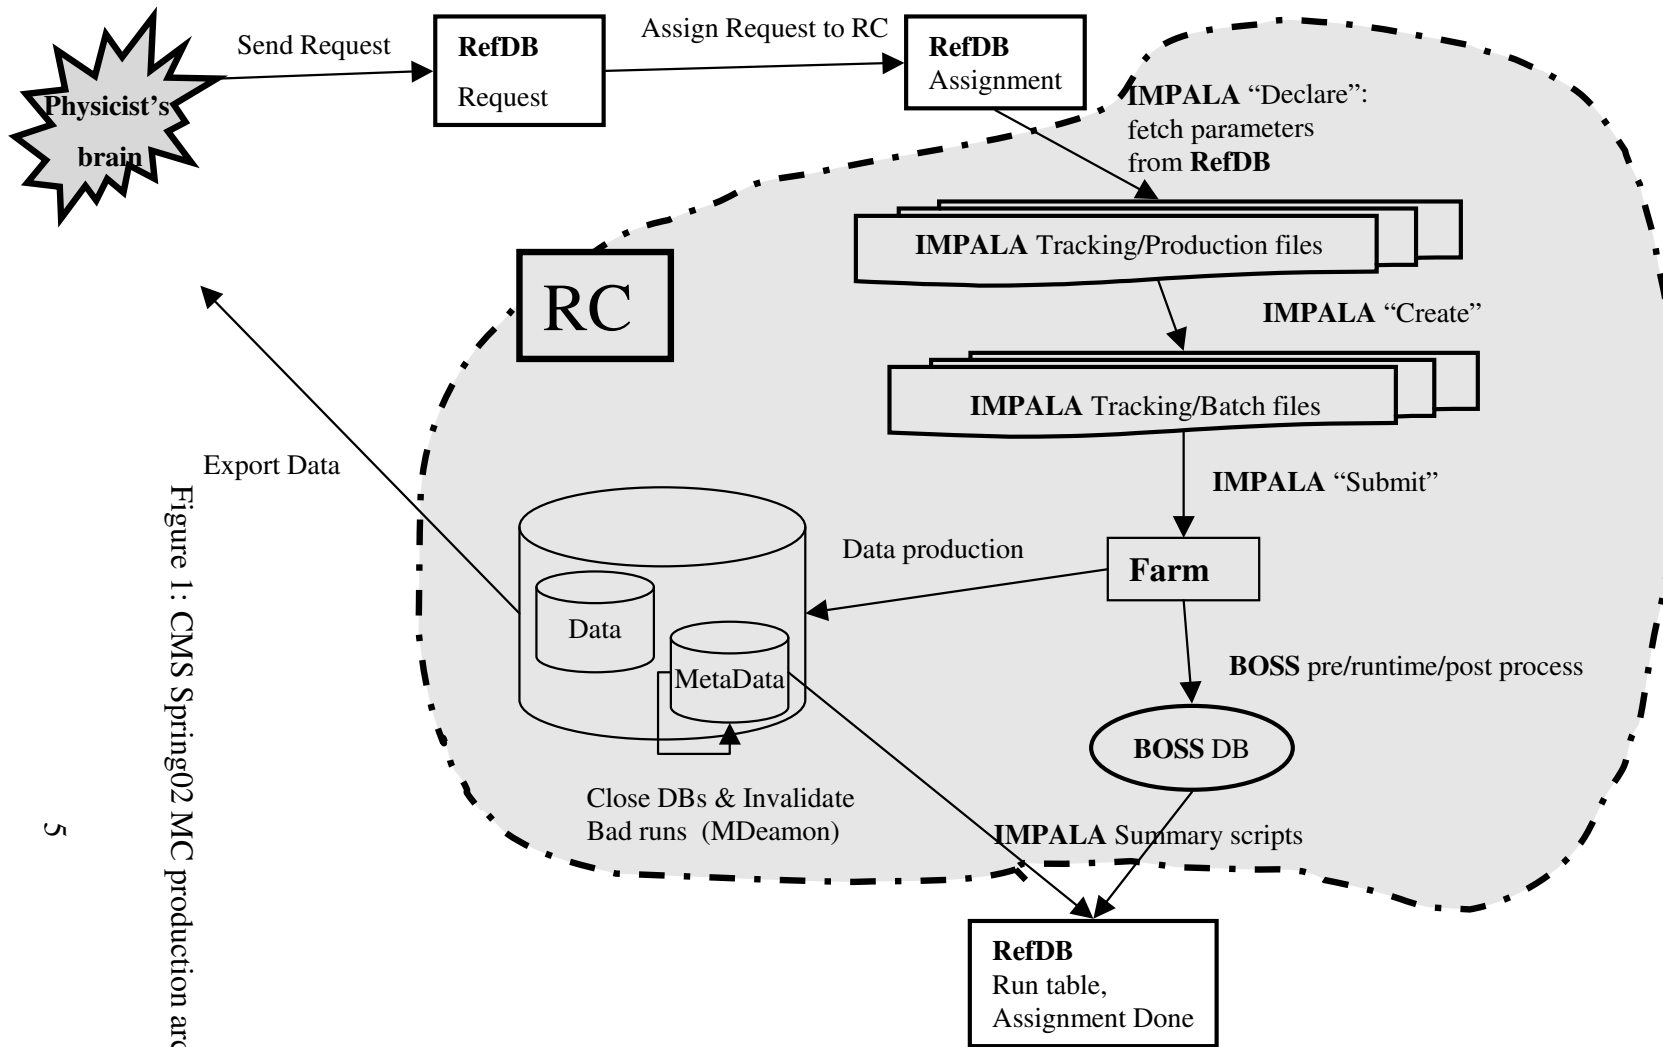 Physicist's
brain
Send Request
RefDB
Request
Assign Request to RC
RefDB
Assignment
IMPALA “Declare”:
fetch parameters
from RefDB
RC
IMPALA Tracking/Production files
IMPALA “Create”
IMPALA Tracking/Batch files
IMPALA “Submit”
Farm
Data production
Export Data
Data
MetaData
BOSS pre/runtime/post process
BOSS DB
Close DBs & Invalidate
Bad runs (MDeamon)
IMPALA Summary scripts
RefDB
Run table,
Assignment Done
Figure 1: CMS Spring02 MC production
5